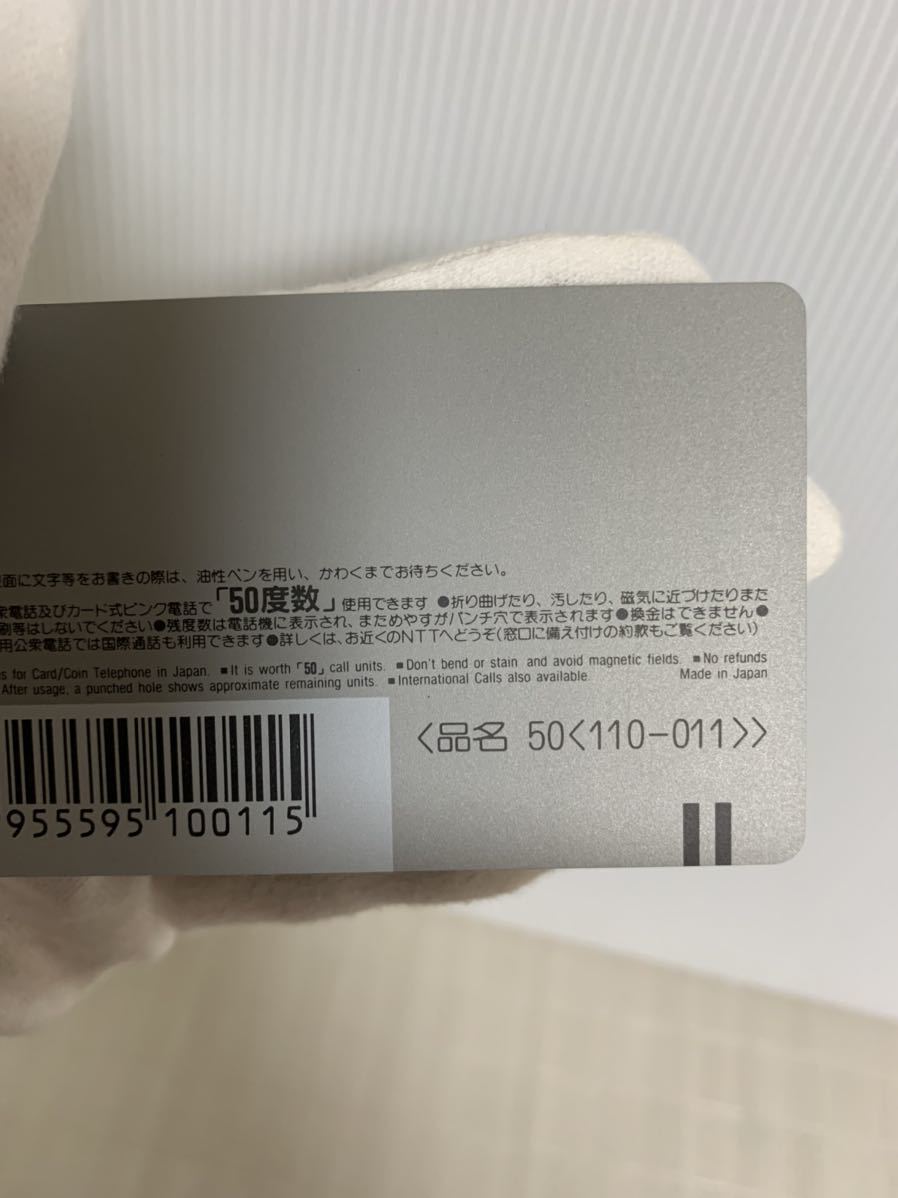 面に文字等をお書きの際は、油性ペンを用い、かわくまでお待ちください。
衆電話及びカード式ピンク電話で「50度数」使用できます ●折り曲げたり、汚したり、磁気に近づけたりまた
刷等はしないでください●残度数は電話機に表示され、まためやすがパンチ穴で表示されます●換金はできません●
用公衆電話では国際通話も利用できます●詳しくは、お近くのNTTへどうぞ(窓口に備え付けの約款もご覧ください)
s for Card/Coin Telephone in Japan. ■It is worth「50」call units. ■Don't bend or stain and avoid magnetic fields. ■No refunds
After usage, a punched hole shows approximate remaining units. ■International Calls also available. Made in Japan
<品名 50<110-011>>
955595 100115